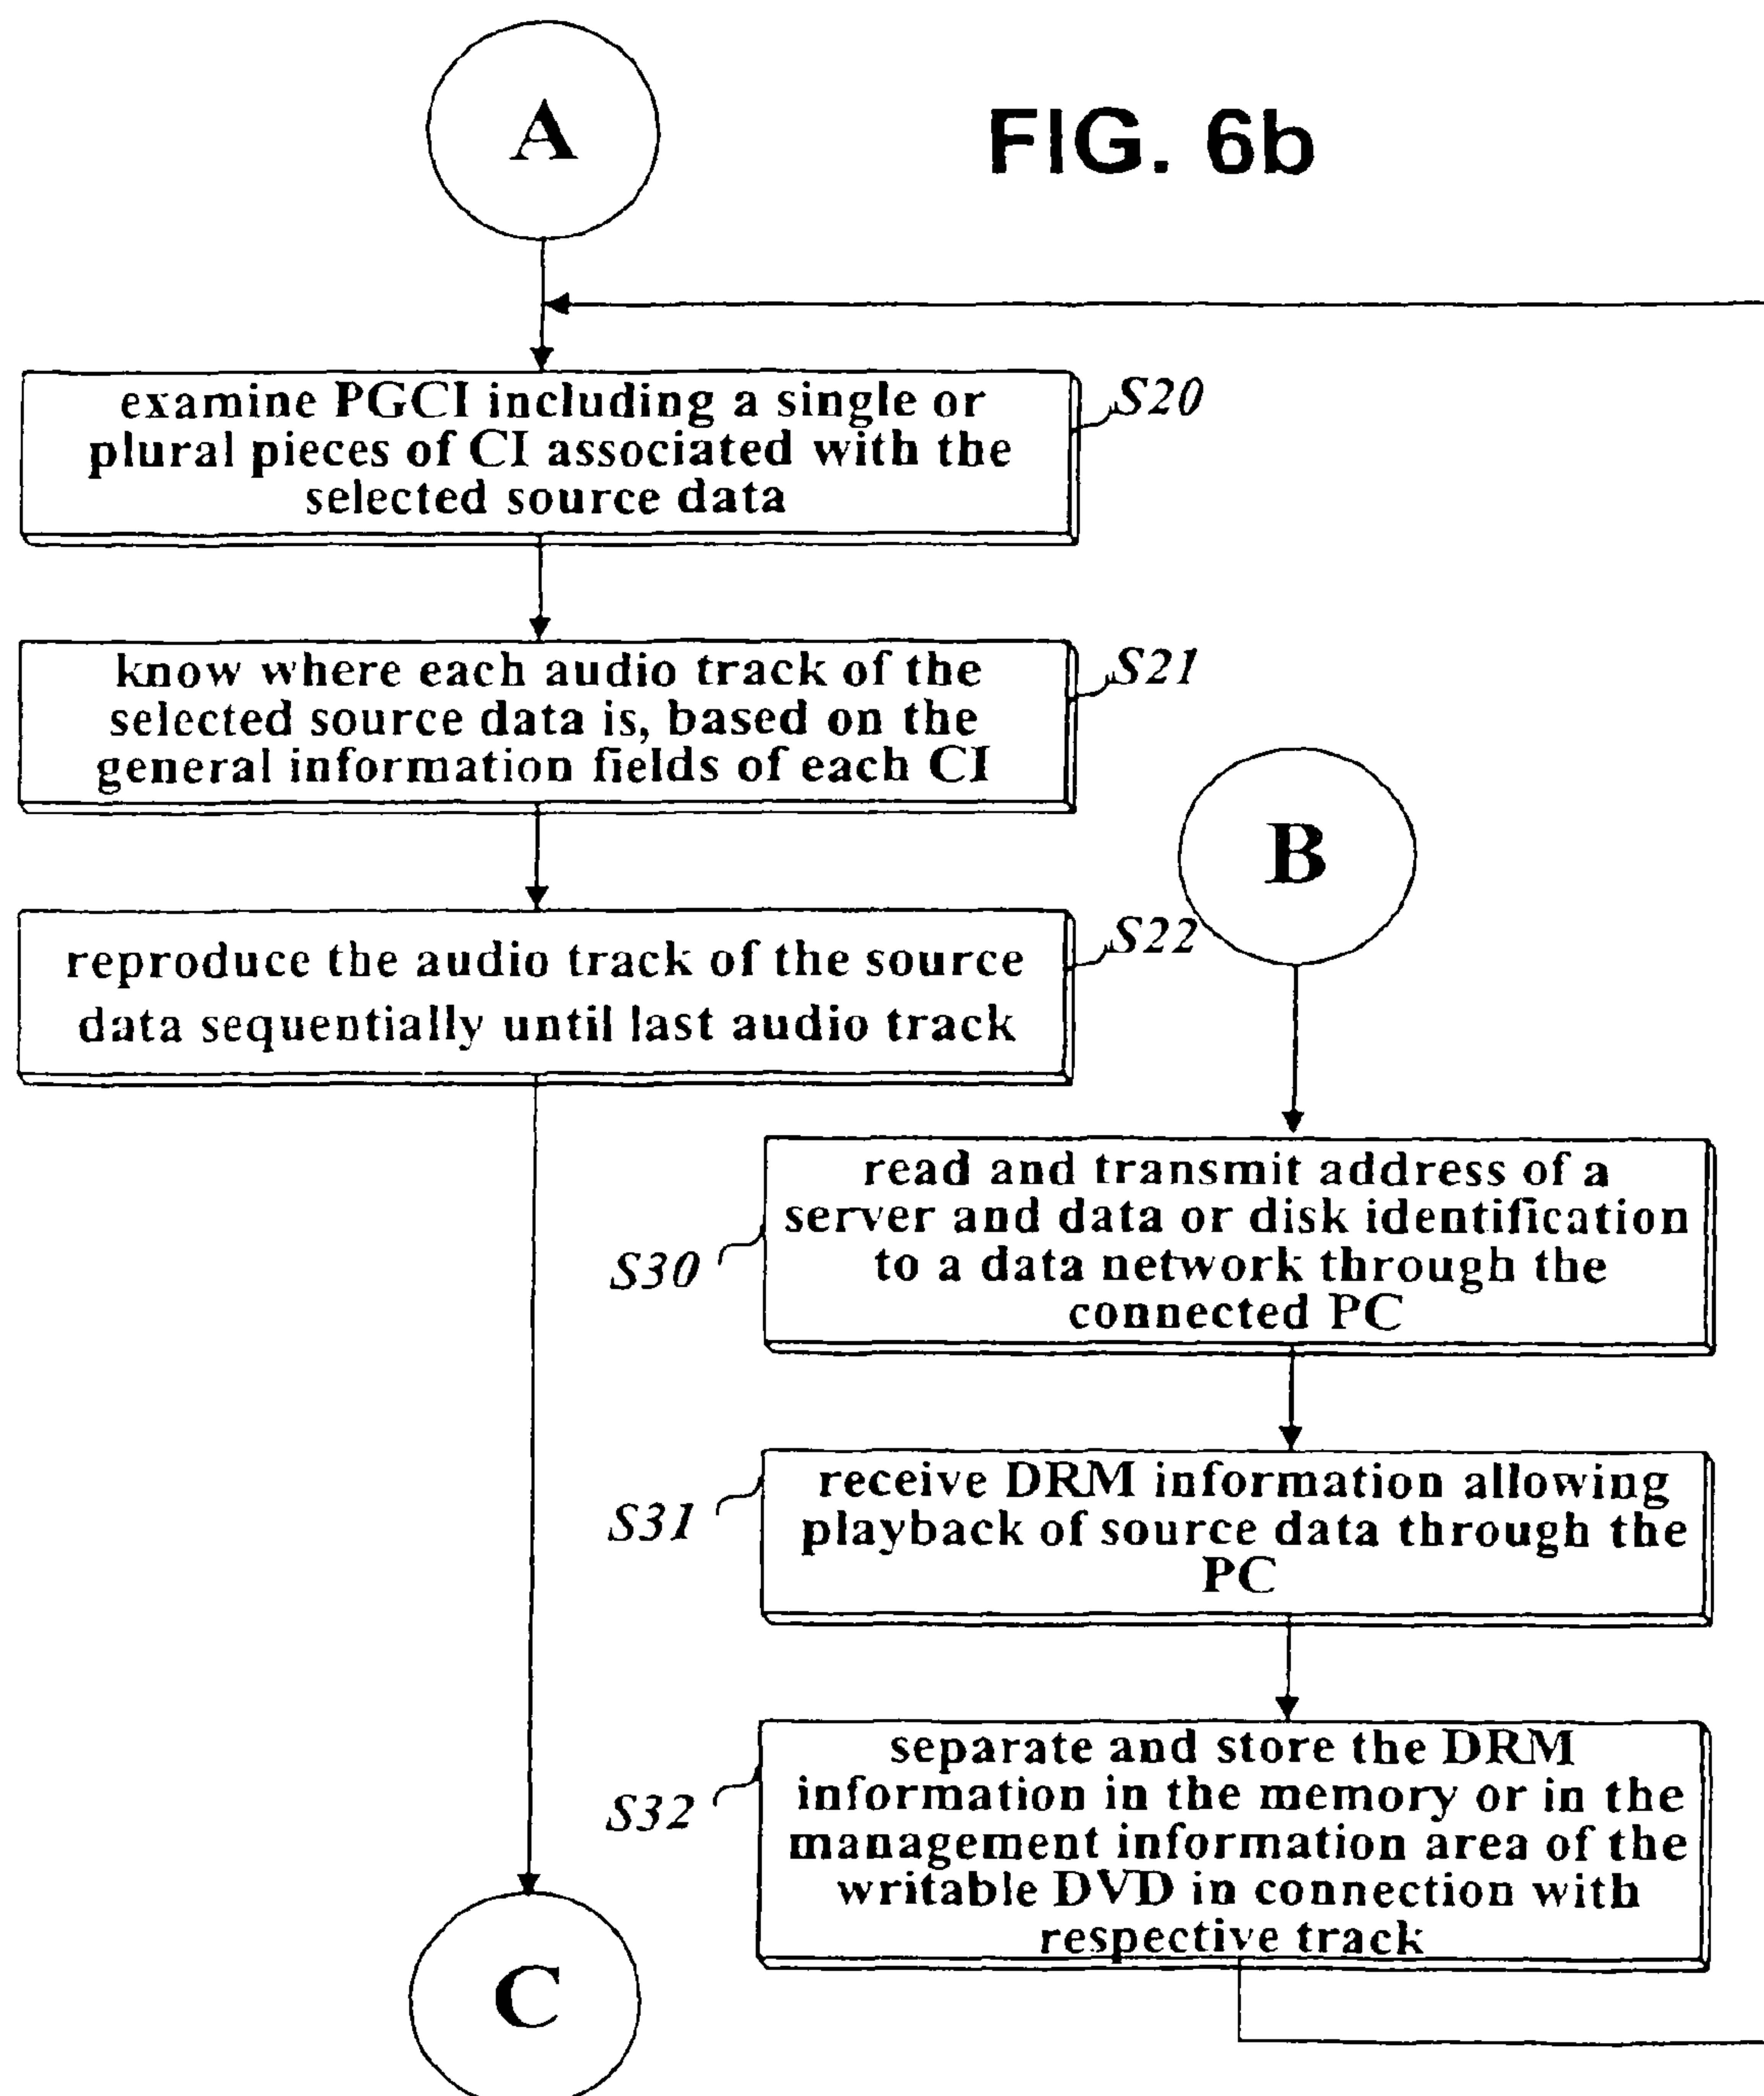 A
FIG. 6b
examine PGCI including a single or
plural pieces of CI associated with the
selected source data
S20
know where each audio track of the
selected source data is, based on the
general information fields of each CI
S21
reproduce the audio track of the source
data sequentially until last audio track
S22
B
read and transmit address of a
server and data or disk identification
to a data network through the
connected PC
S30
receive DRM information allowing
playback of source data through the
PC
S31
separate and store the DRM
information in the memory or in the
management information area of the
writable DVD in connection with
respective track
S32
C